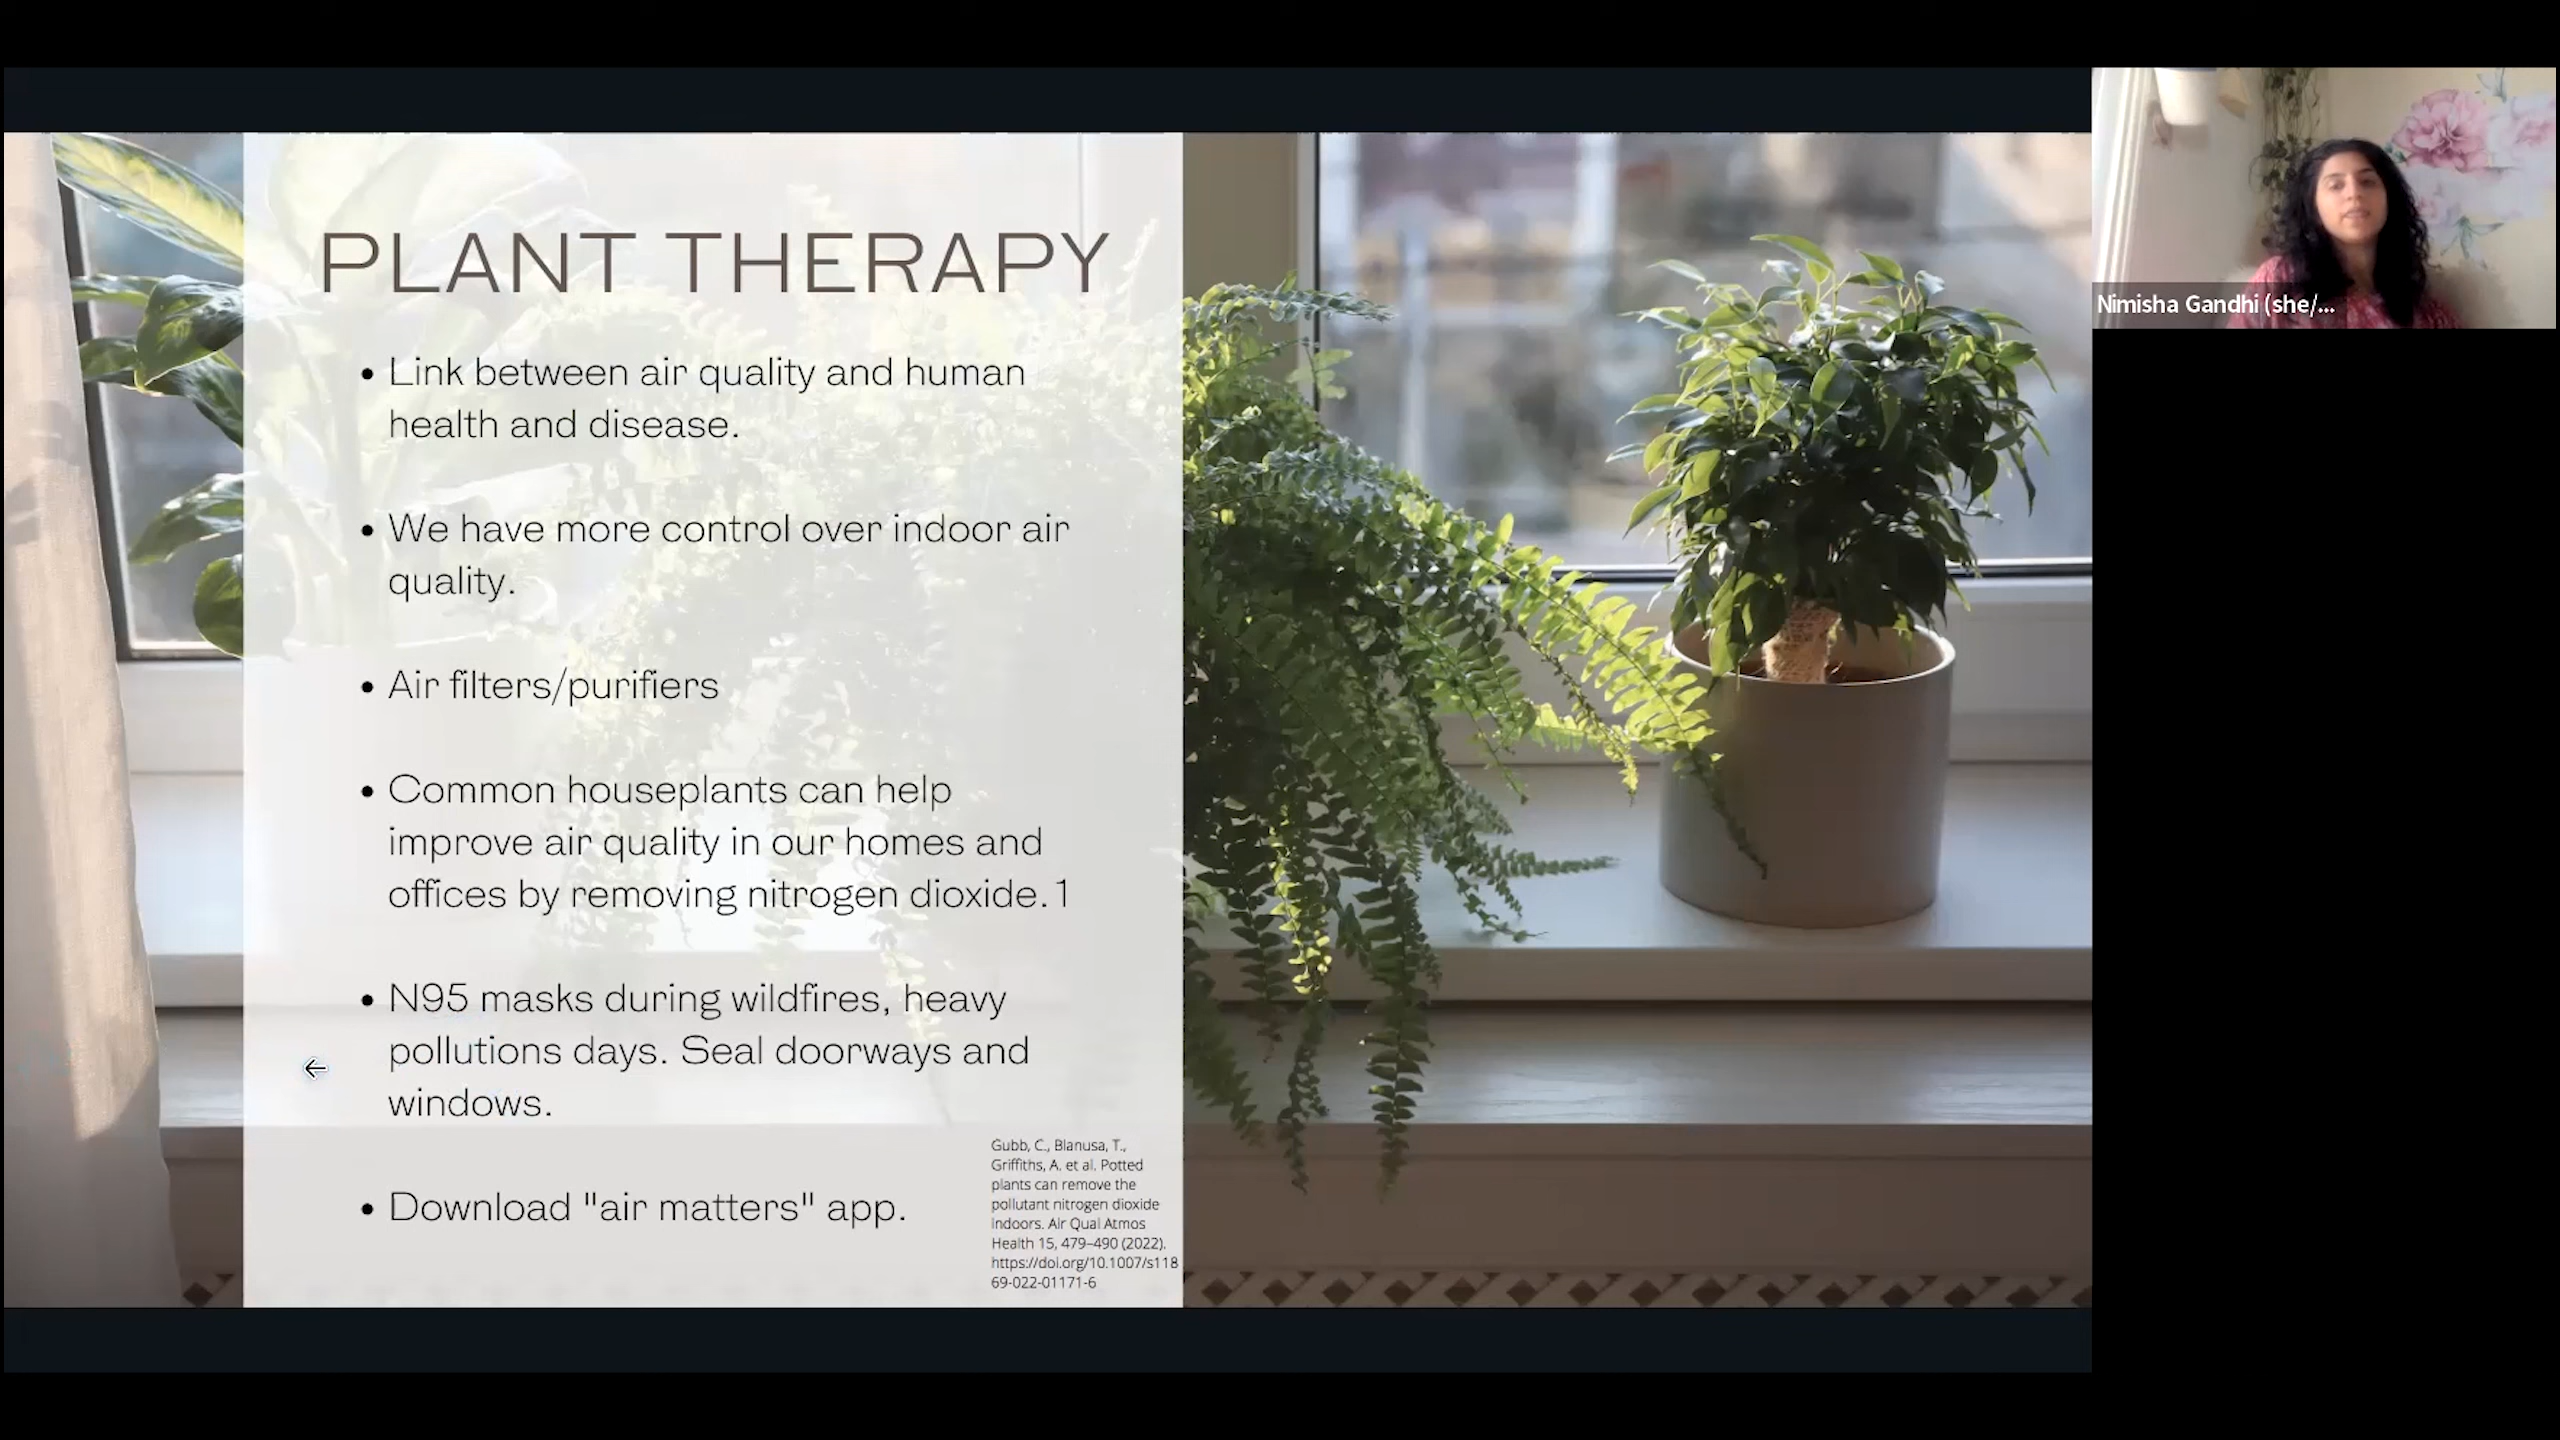 PLANT THERAPY
• Link between air quality and human
health and disease.
• We have more control over indoor air
quality.
• Air filters/purifiers
• Common houseplants can help
improve air quality in our homes and
offices by removing nitrogen dioxide.1
• N95 masks during wildfires, heavy
pollutions days. Seal doorways and
windows.
• Download "air matters" app.
Gubb, C., Blanusa, T.,
Griffiths, A. et al. Potted
plants can remove the
pollutant nitrogen dioxide
indoors. Air Qual Atmos
Health 15, 479–490 (2022).
https://doi.org/10.1007/s118
69-022-01171-6
Nimisha Gandhi (she/...